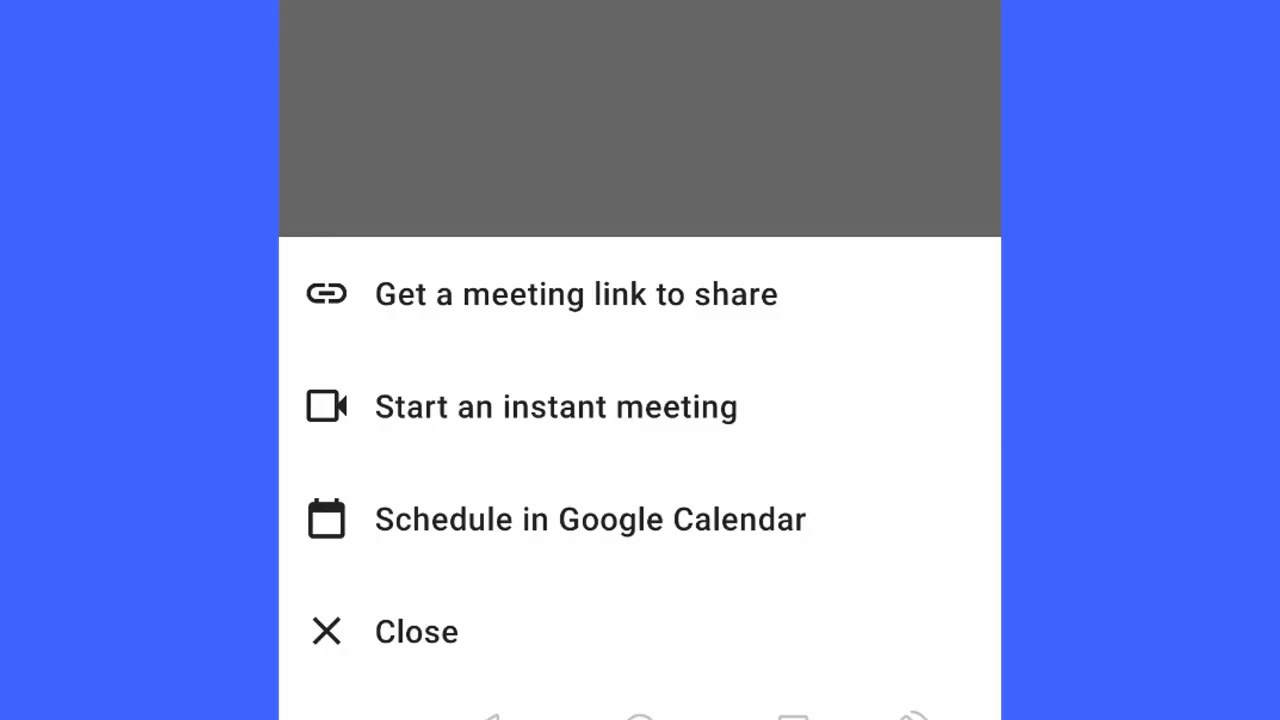 Get a meeting link to share
Start an instant meeting
Schedule in Google Calendar
Close